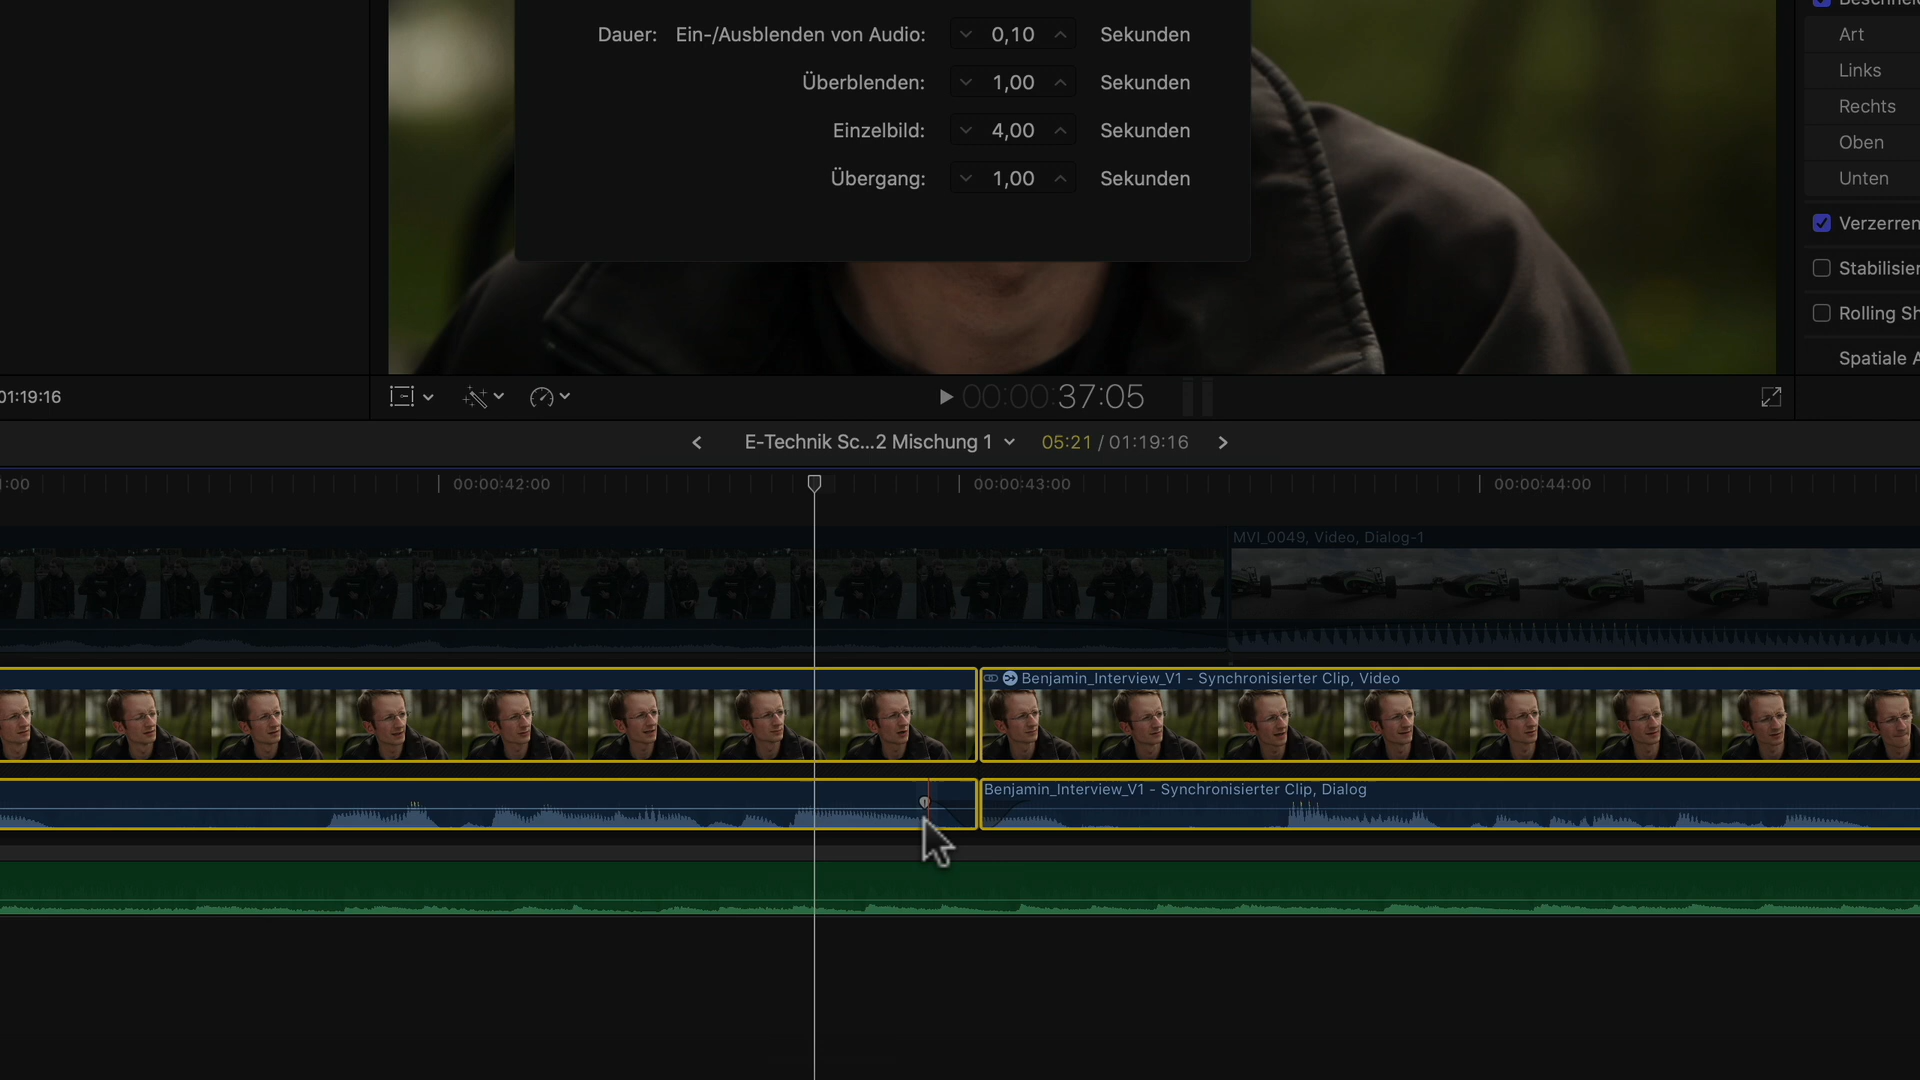 Dauer: Ein-/Ausblenden von Audio: 0,10 Sekunden
Überblenden: 1,00 Sekunden
Einzelbild: 4,00 Sekunden
Übergang: 1,00 Sekunden
Art
Links
Rechts
Oben
Unten
Verzerren
Stabilisier
Rolling Sh
Spatiale A
01:19:16
00:00:37:05
E-Technik Sc...2 Mischung 1 05:21 / 01:19:16
:00 00:00:42:00 00:00:43:00 00:00:44:00
MVI_0049, Video, Dialog-1
Benjamin_Interview_V1 - Synchronisierter Clip, Video
Benjamin_Interview_V1 - Synchronisierter Clip, Dialog